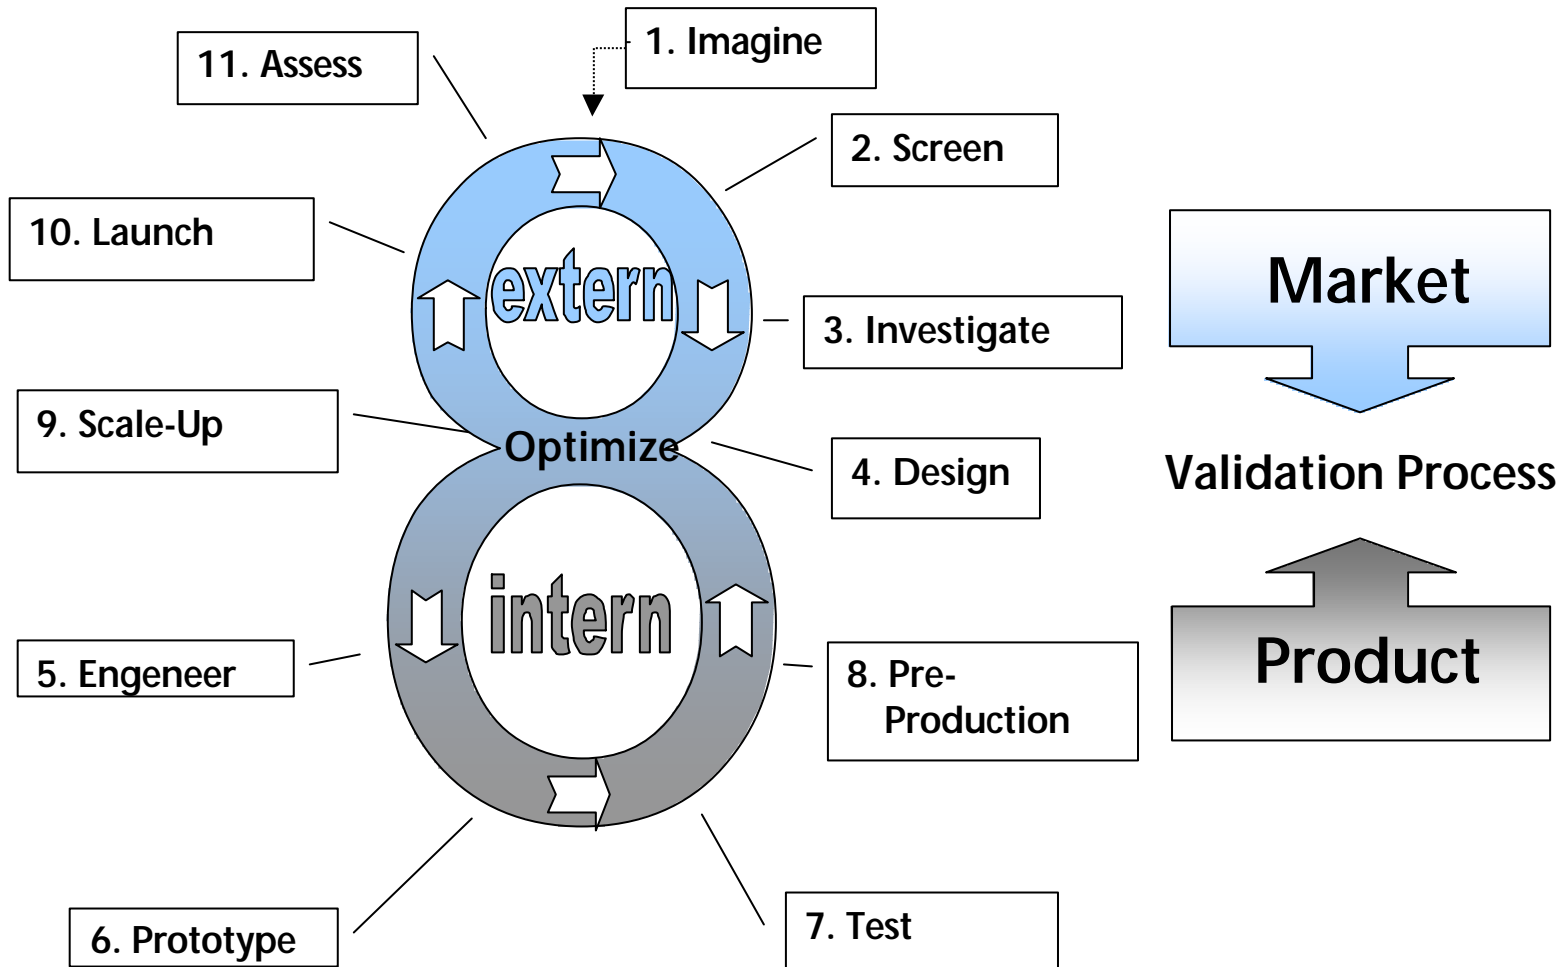 1. Imagine
11. Assess
2. Screen
10. Launch
extern
3. Investigate
9. Scale-Up
Optimize
4. Design
intern
5. Engeneer
8. Pre-
Production
6. Prototype
7. Test
Market
Validation Process
Product